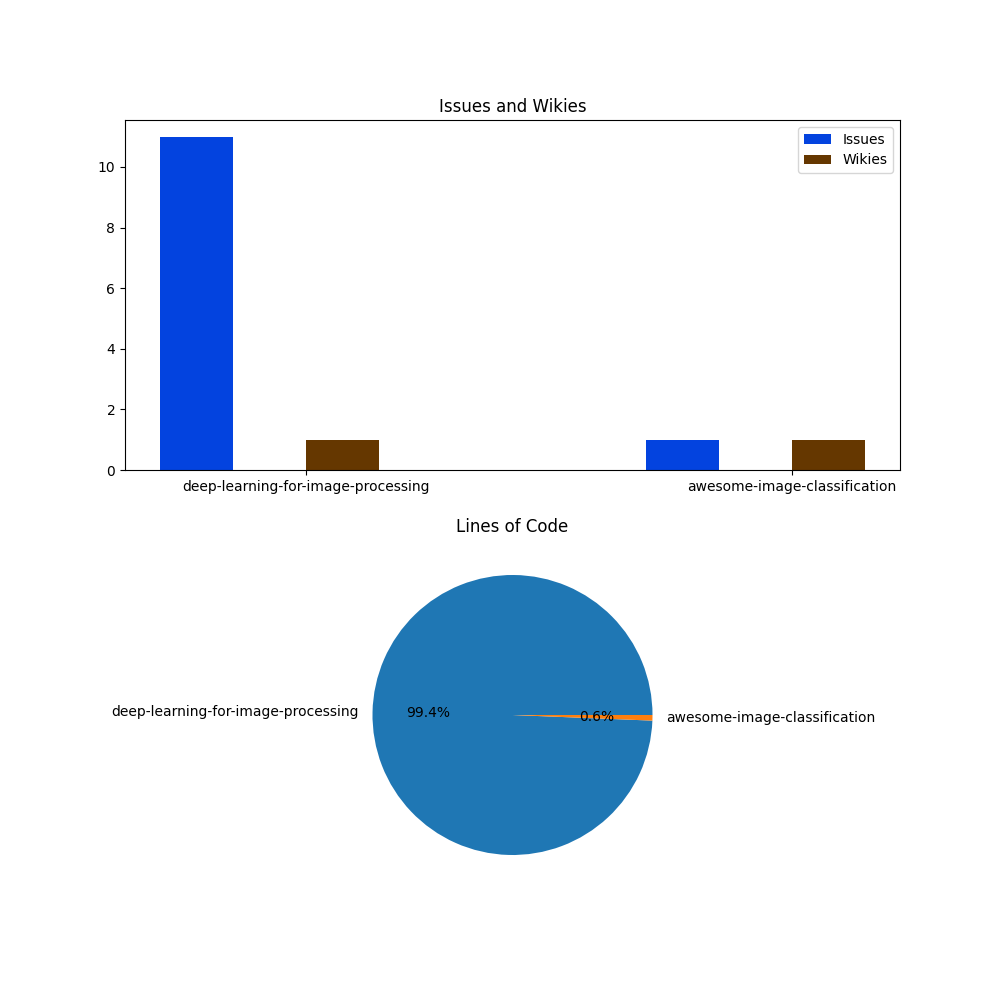 Issues and Wikies
Issues
Wikies
10
8
6
4
2
0
deep-learning-for-image-processing
awesome-image-classification
Lines of Code
deep-learning-for-image-processing
99.4%
0.6%
awesome-image-classification